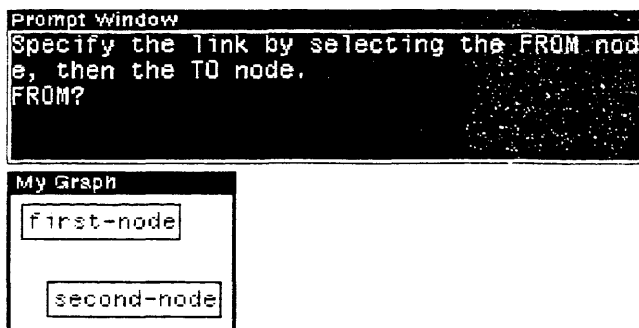 Prompt Window
Specify the link by selecting the FROM nod
e, then the TO node.
FROM?
My Graph
first-node
second-node